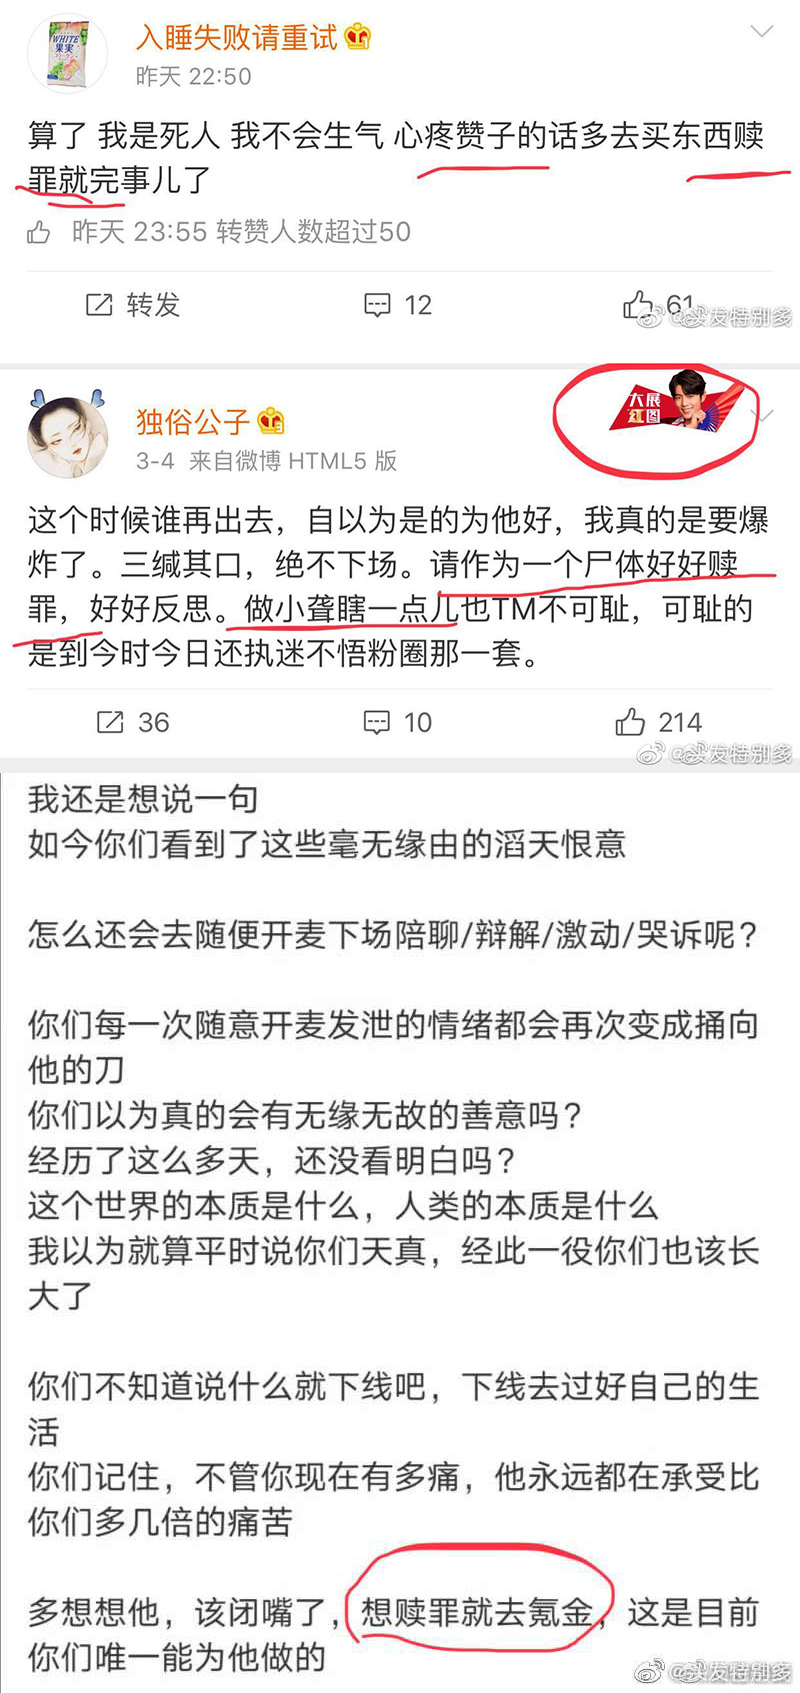 WHITE
果実
入睡失败请重试
昨天 22:50
算了 我是死人 我不会生气 心疼赞子的话多去买东西赎
罪就完事儿了
昨天 23:55 转赞人数超过50
转发
12
61
@头发特别多
独俗公子
大展
红图
3-4 来自微博 HTML5 版
这个时候谁再出去，自以为是的为他好，我真的是要爆
炸了。三缄其口，绝不下场。请作为一个尸体好好赎
罪，好好反思。做小聋瞎一点儿也TM不可耻，可耻的
是到今时今日还执迷不悟粉圈那一套。
36
10
214
@头发特别多
我还是想说一句
如今你们看到了这些毫无缘由的滔天恨意
怎么还会去随便开麦下场陪聊/辩解/激动/哭诉呢？
你们每一次随意开麦发泄的情绪都会再次变成捅向
他的刀
你们以为真的会有无缘无故的善意吗？
经历了这么多天，还没看明白吗？
这个世界的本质是什么，人类的本质是什么
我以为就算平时说你们天真，经此一役你们也该长
大了
你们不知道说什么就下线吧，下线去过好自己的生
活
你们记住，不管你现在有多痛，他永远都在承受比
你们多几倍的痛苦
多想想他，该闭嘴了，想赎罪就去氪金，这是目前
你们唯一能为他做的
@头发特别多